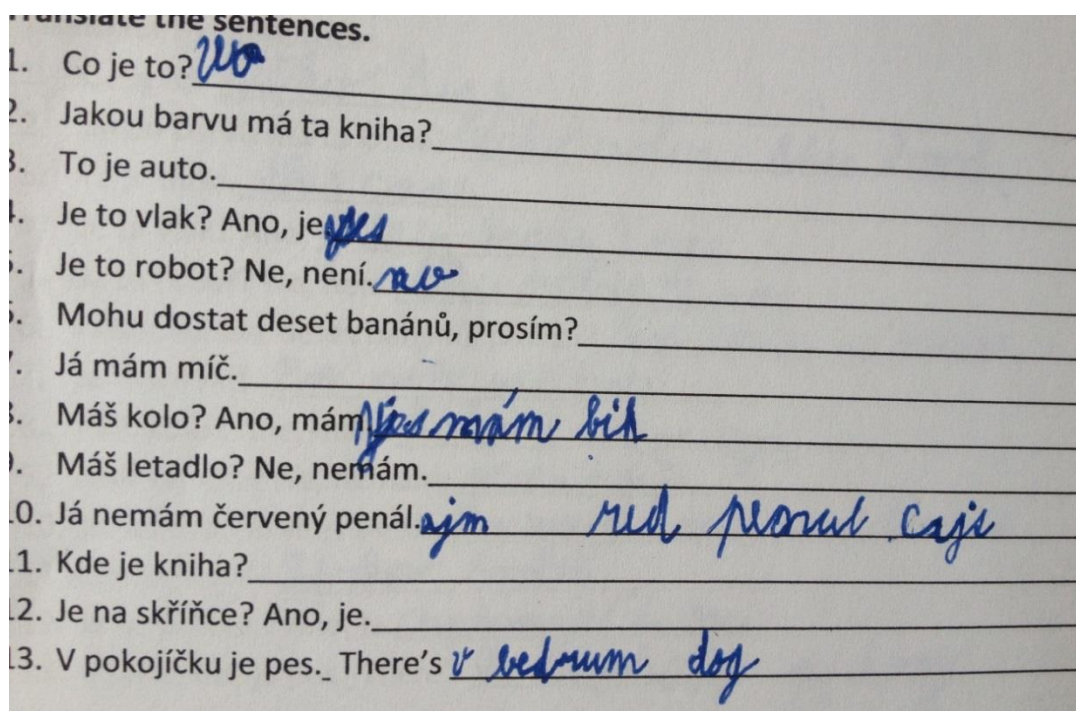 Translate the sentences.
1. Co je to? Wo
2. Jakou barvu má ta kniha?
3. To je auto.
4. Je to vlak? Ano, je yes
5. Je to robot? Ne, není. no
6. Mohu dostat deset banánů, prosím?
7. Já mám míč.
8. Máš kolo? Ano, mám. Yes mám bik
9. Máš letadlo? Ne, nemám.
10. Já nemám červený penál. ajm red penzul cajs
11. Kde je kniha?
12. Je na skříňce? Ano, je.
13. V pokojíčku je pes._ There's v bedrum dog